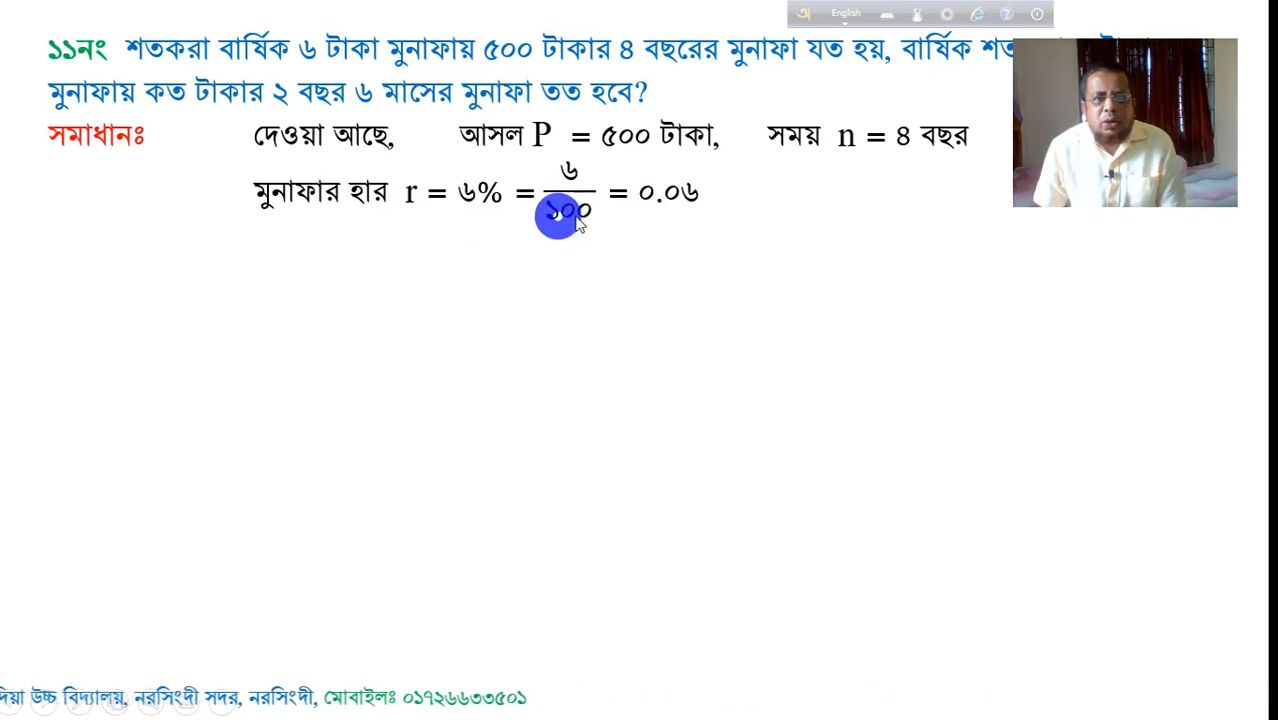 English
১১নং শতকরা বার্ষিক ৬ টাকা মুনাফায় ৫০০ টাকার ৪ বছরের মুনাফা যত হয়, বার্ষিক
মুনাফায় কত টাকার ২ বছর ৬ মাসের মুনাফা তত হবে?
সমাধানঃ দেওয়া আছে, আসল P = ৫০০ টাকা, সময় n = ৪ বছর
মুনাফার হার r = ৬% = ৬/১০০ = ০.০৬
উচ্চ বিদ্যালয়, নরসিংদী সদর, নরসিংদী, মোবাইলঃ ০১৭২৬৬৩৩৫০১